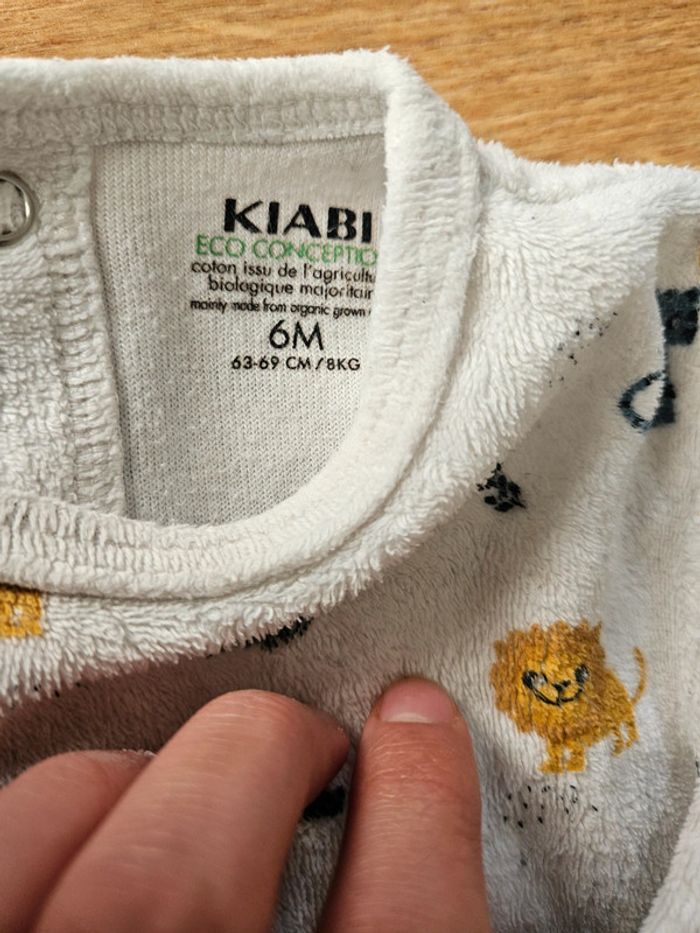 KIABI
ECO CONCEPTIO
coton issu de l'agricultu
biologique majoritair
mainly made from organic grown
6M
63-69 CM/8KG